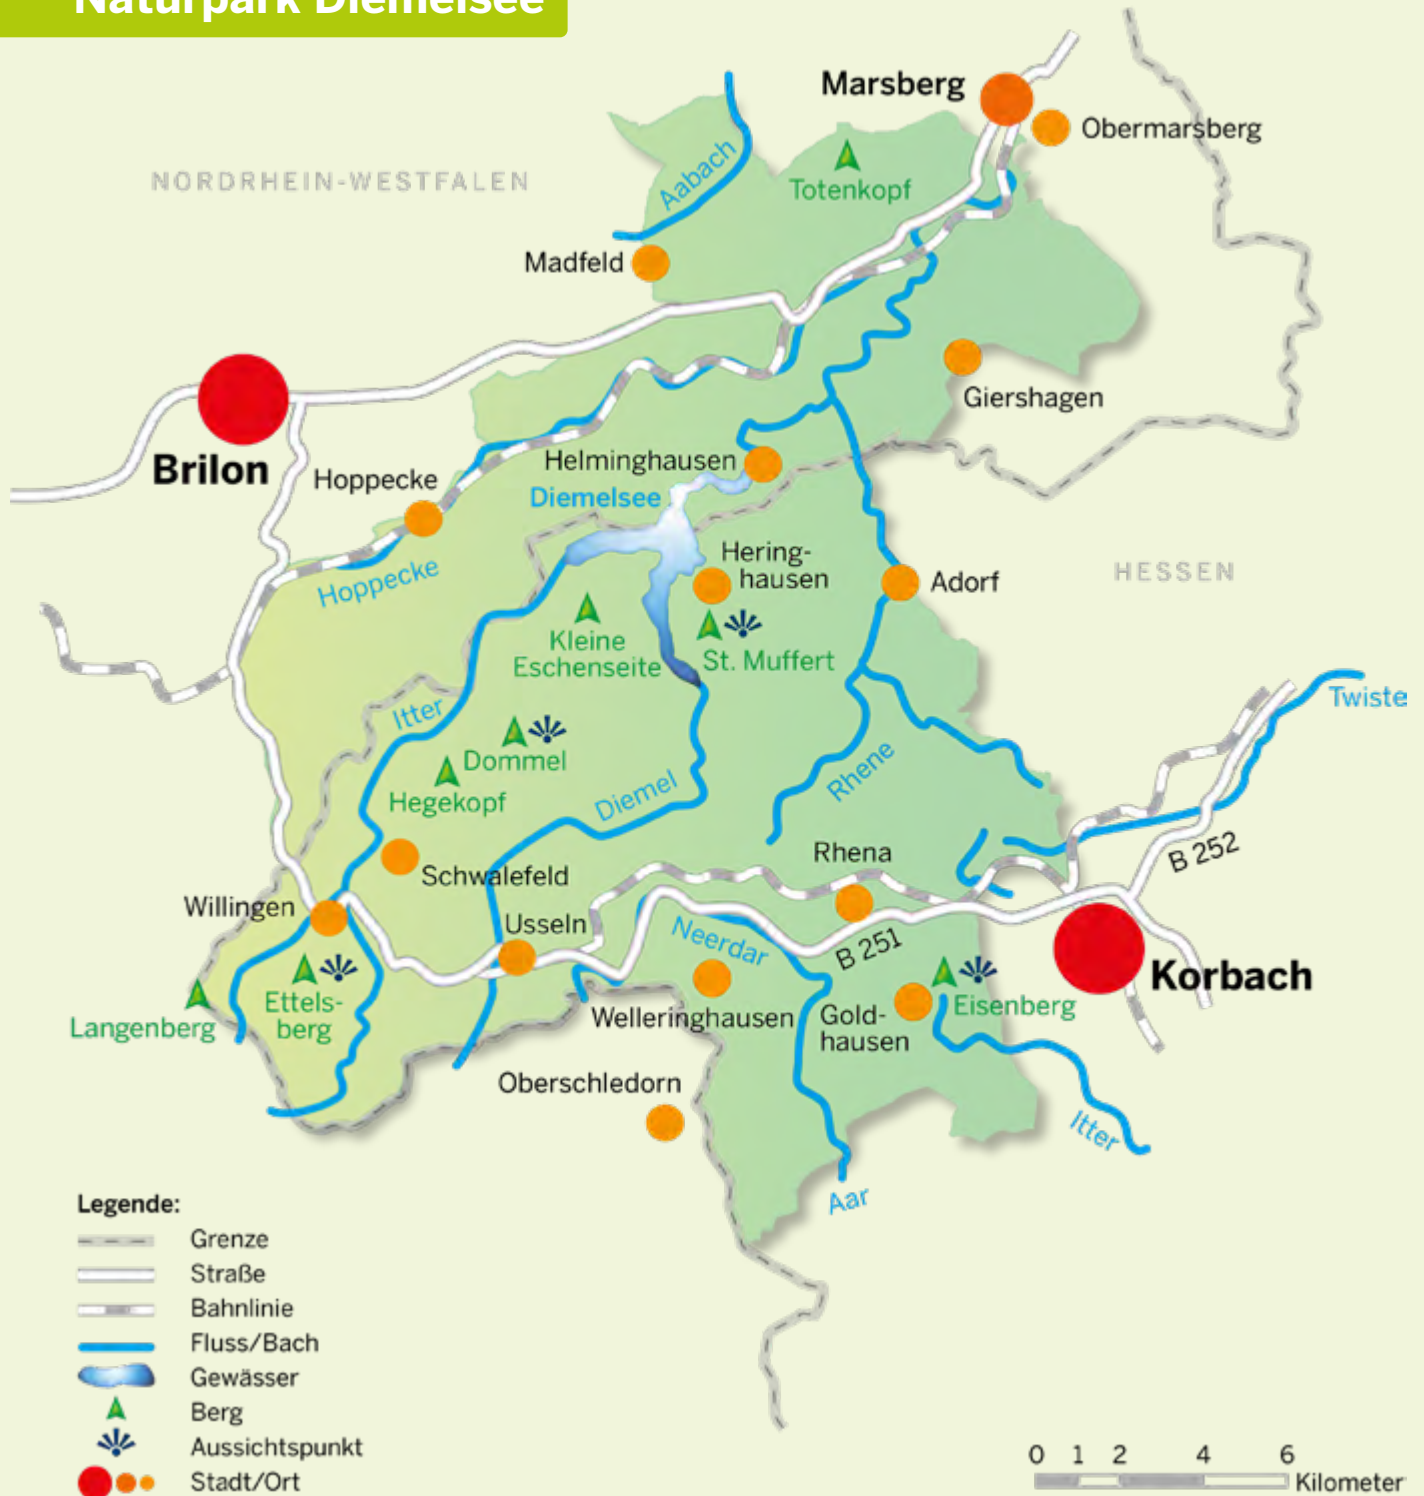 Naturpark Diemelsee
Marsberg
Obermarsberg
NORDRHEIN-WESTFALEN
Aabach
Totenkopf
Madfeld
Giershagen
Brilon
Helminghausen
Hoppecke
Diemelsee
Hering-
hausen
HESSEN
Hoppecke
Adorf
Kleine
Eschenseite
St. Muffert
Twiste
Itter
Dommel
Hegekopf
Diemel
Rhene
Rhena
B 252
Schwalefeld
Willingen
Usseln
Neerdar
B 251
Korbach
Ettels-
berg
Langenberg
Welleringhausen
Gold-
hausen
Eisenberg
Oberschledorn
Itter
Aar
Legende:
Grenze
Straße
Bahnlinie
Fluss/Bach
Gewässer
Berg
Aussichtspunkt
Stadt/Ort
0 1 2 4 6
Kilometer